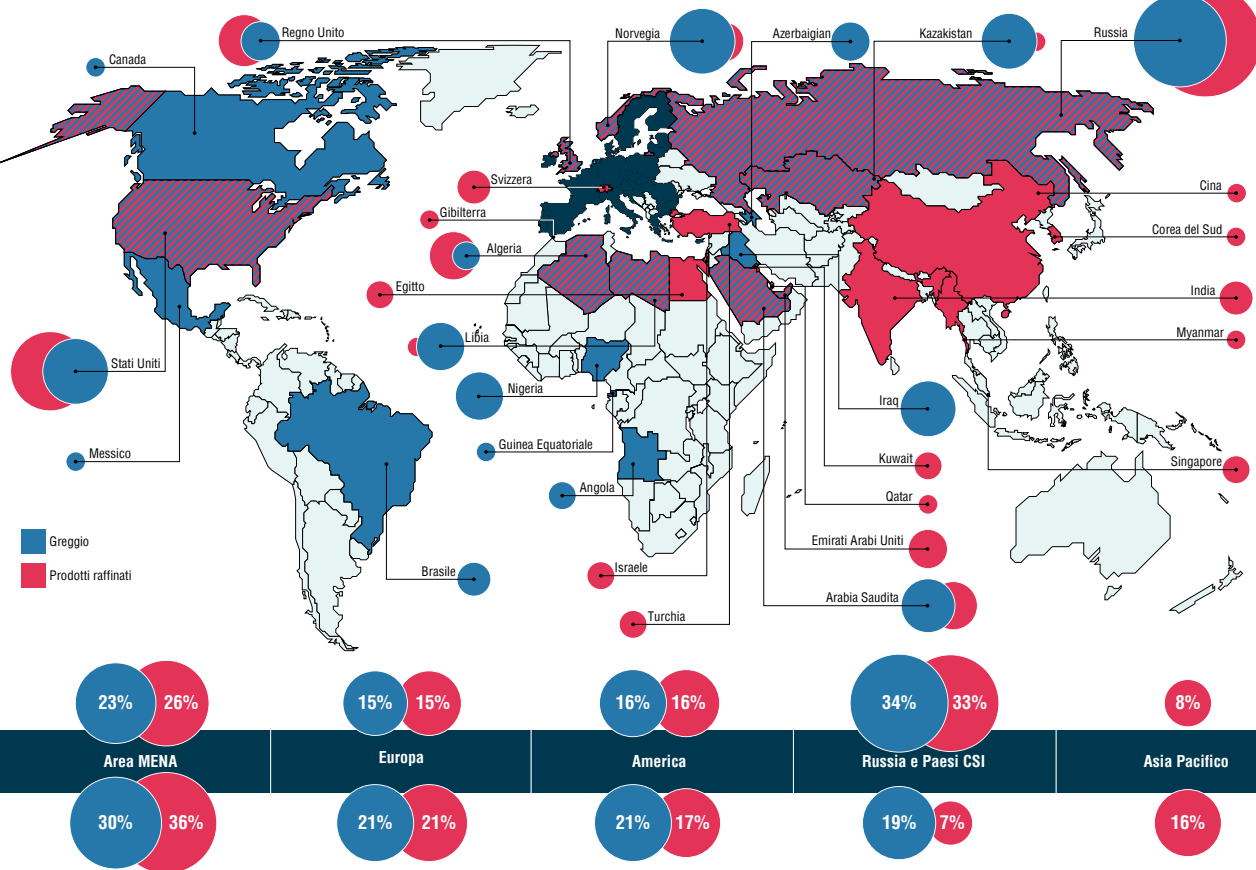 Regno Unito
Norvegia
Azerbaigian
Kazakistan
Russia
Canada
Svizzera
Cina
Gibilterra
Corea del Sud
Algeria
Egitto
India
Libia
Myanmar
Stati Uniti
Nigeria
Iraq
Guinea Equatoriale
Messico
Kuwait
Singapore
Angola
Qatar
Greggio
Emirati Arabi Uniti
Prodotti raffinati
Brasile
Israele
Arabia Saudita
Turchia
23% 26% 15% 15% 16% 16% 34% 33% 8%
Area MENA Europa America Russia e Paesi CSI Asia Pacifico
30% 36% 21% 21% 21% 17% 19% 7% 16%